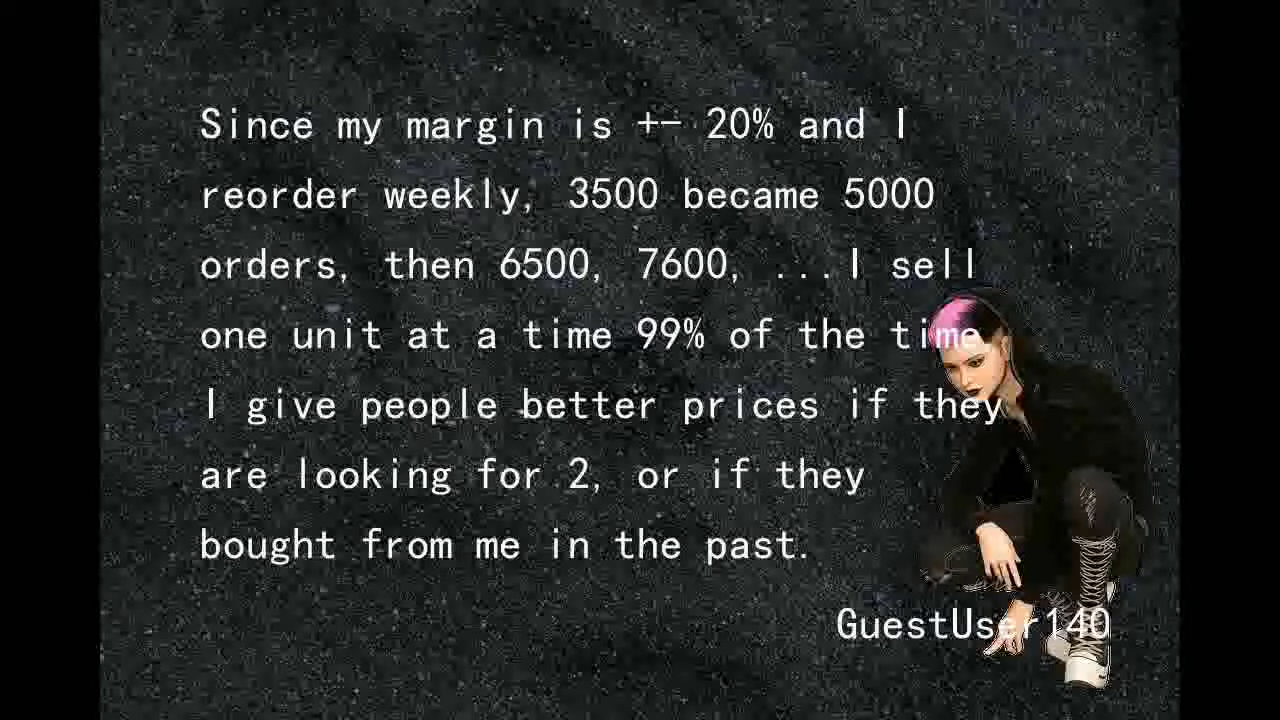 Since my margin is +- 20% and I
reorder weekly, 3500 became 5000
orders, then 6500, 7600, ...I sell
one unit at a time 99% of the time.
I give people better prices if they
are looking for 2, or if they
bought from me in the past.
GuestUser140